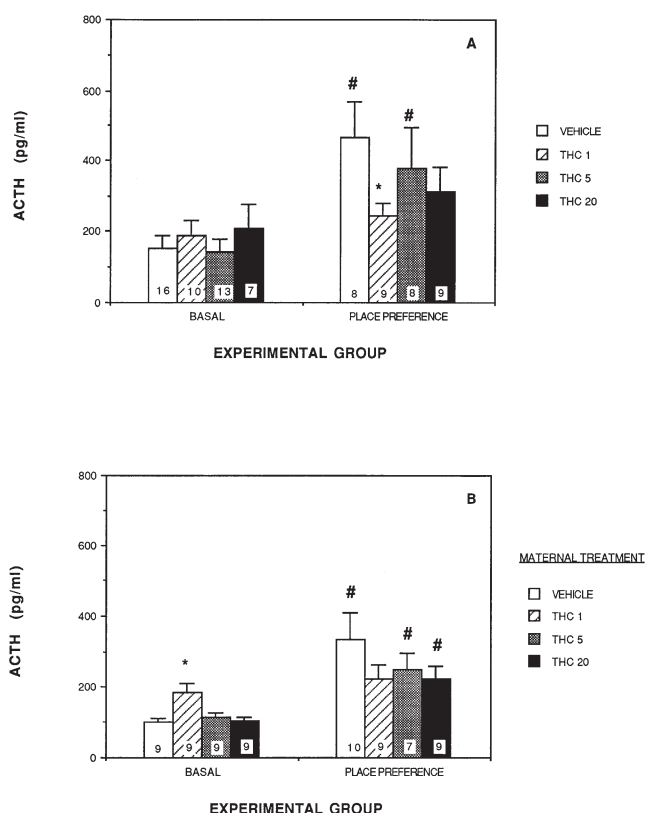 800
A
600
#
#
VEHICLE
THC 1
THC 5
THC 20
400
*
200
0
16 10 13 7 8 9 8 9
BASAL PLACE PREFERENCE
ACTH (pg/ml)
EXPERIMENTAL GROUP
800
B
600
MATERNAL TREATMENT
#
VEHICLE
THC 1
THC 5
THC 20
400
# #
*
200
0
9 9 9 9 10 9 7 9
BASAL PLACE PREFERENCE
ACTH (pg/ml)
EXPERIMENTAL GROUP